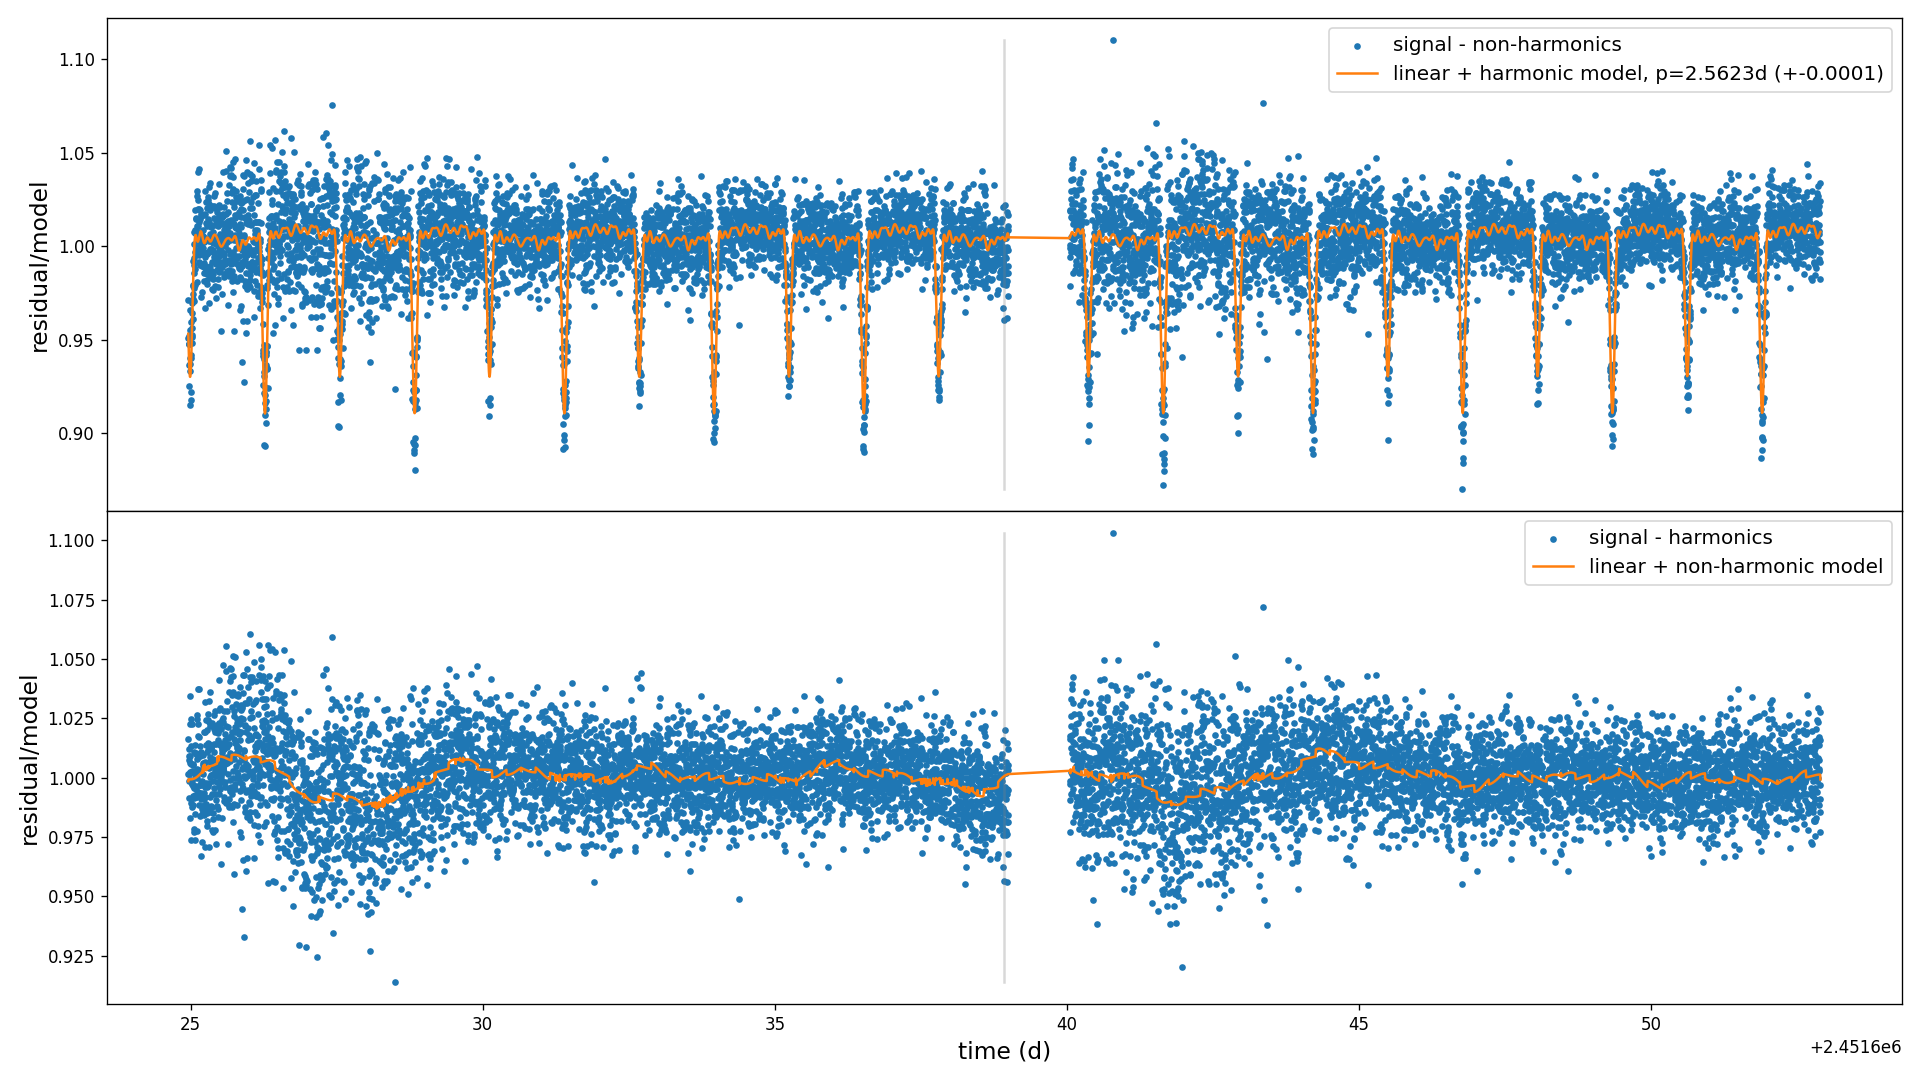 signal - non-harmonics
linear + harmonic model, p=2.5623d (+-0.0001)
1.10
1.05
1.00
0.95
0.90
residual/model
signal - harmonics
linear + non-harmonic model
1.100
1.075
1.050
1.025
1.000
0.975
0.950
0.925
residual/model
25 30 35 40 45 50
time (d)
+2.4516e6